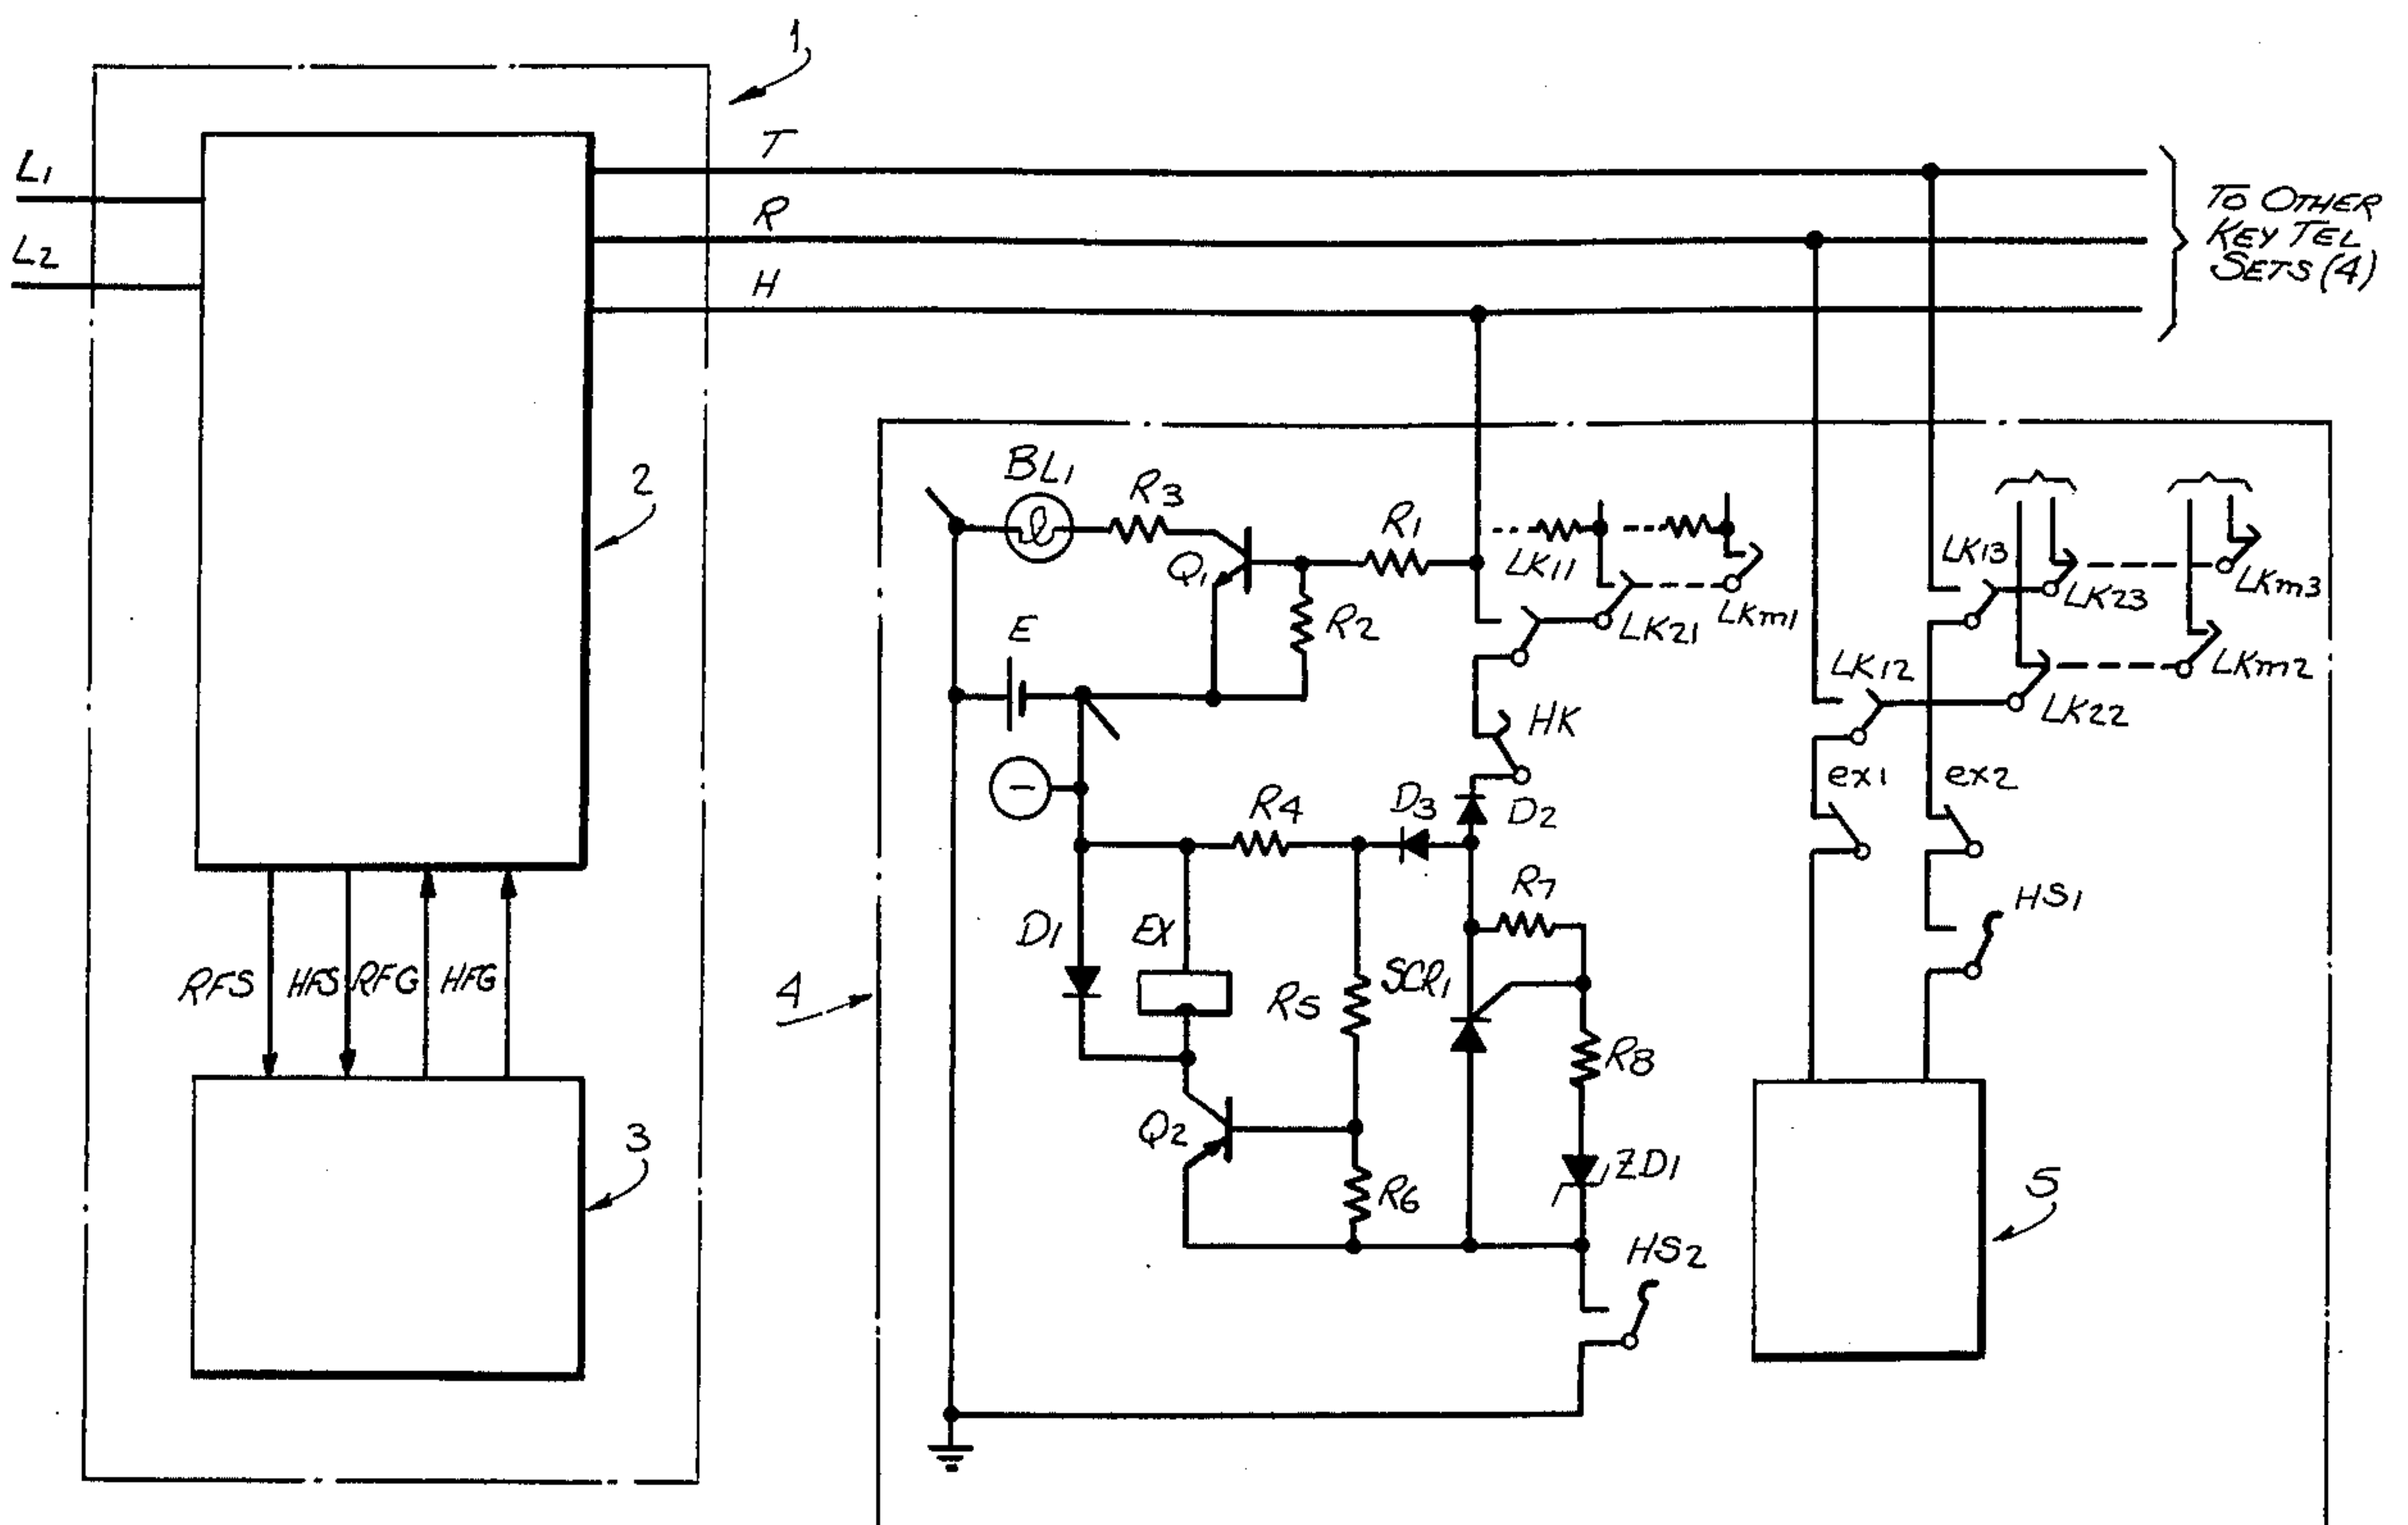 1
L1
L2
T
R
H
TO OTHER
KEY TEL
SETS (4)
2
BL1
R3
Q1
R1
R2
E
LK11
LK21
LKm1
LK13
LK23
LKm3
LK12
LK22
LKm2
HK
D2
D3
R4
ex1
ex2
HS1
R7
D1
EX
R5
SCR1
R8
RFS
HFS
RFG
HFG
4
Q2
R6
ZD1
HS2
3
5
−